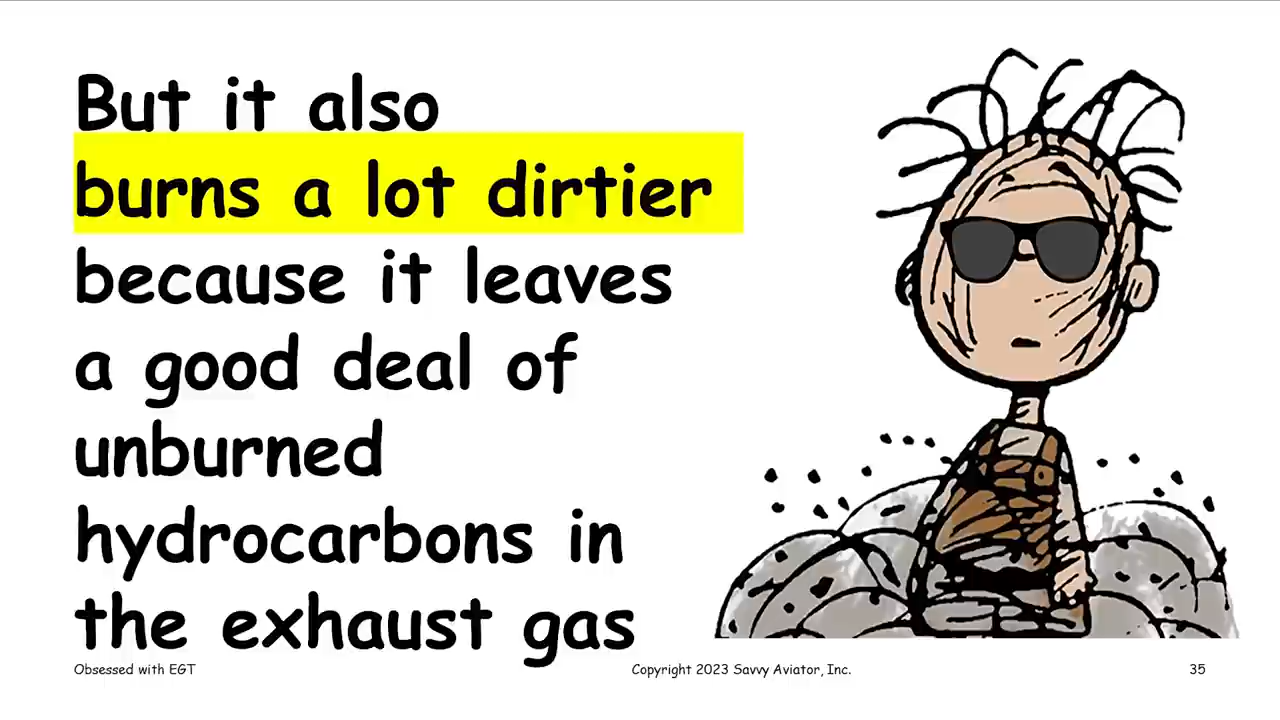 But it also
burns a lot dirtier
because it leaves
a good deal of
unburned
hydrocarbons in
the exhaust gas
Obsessed with EGT
Copyright 2023 Savvy Aviator, Inc.
35